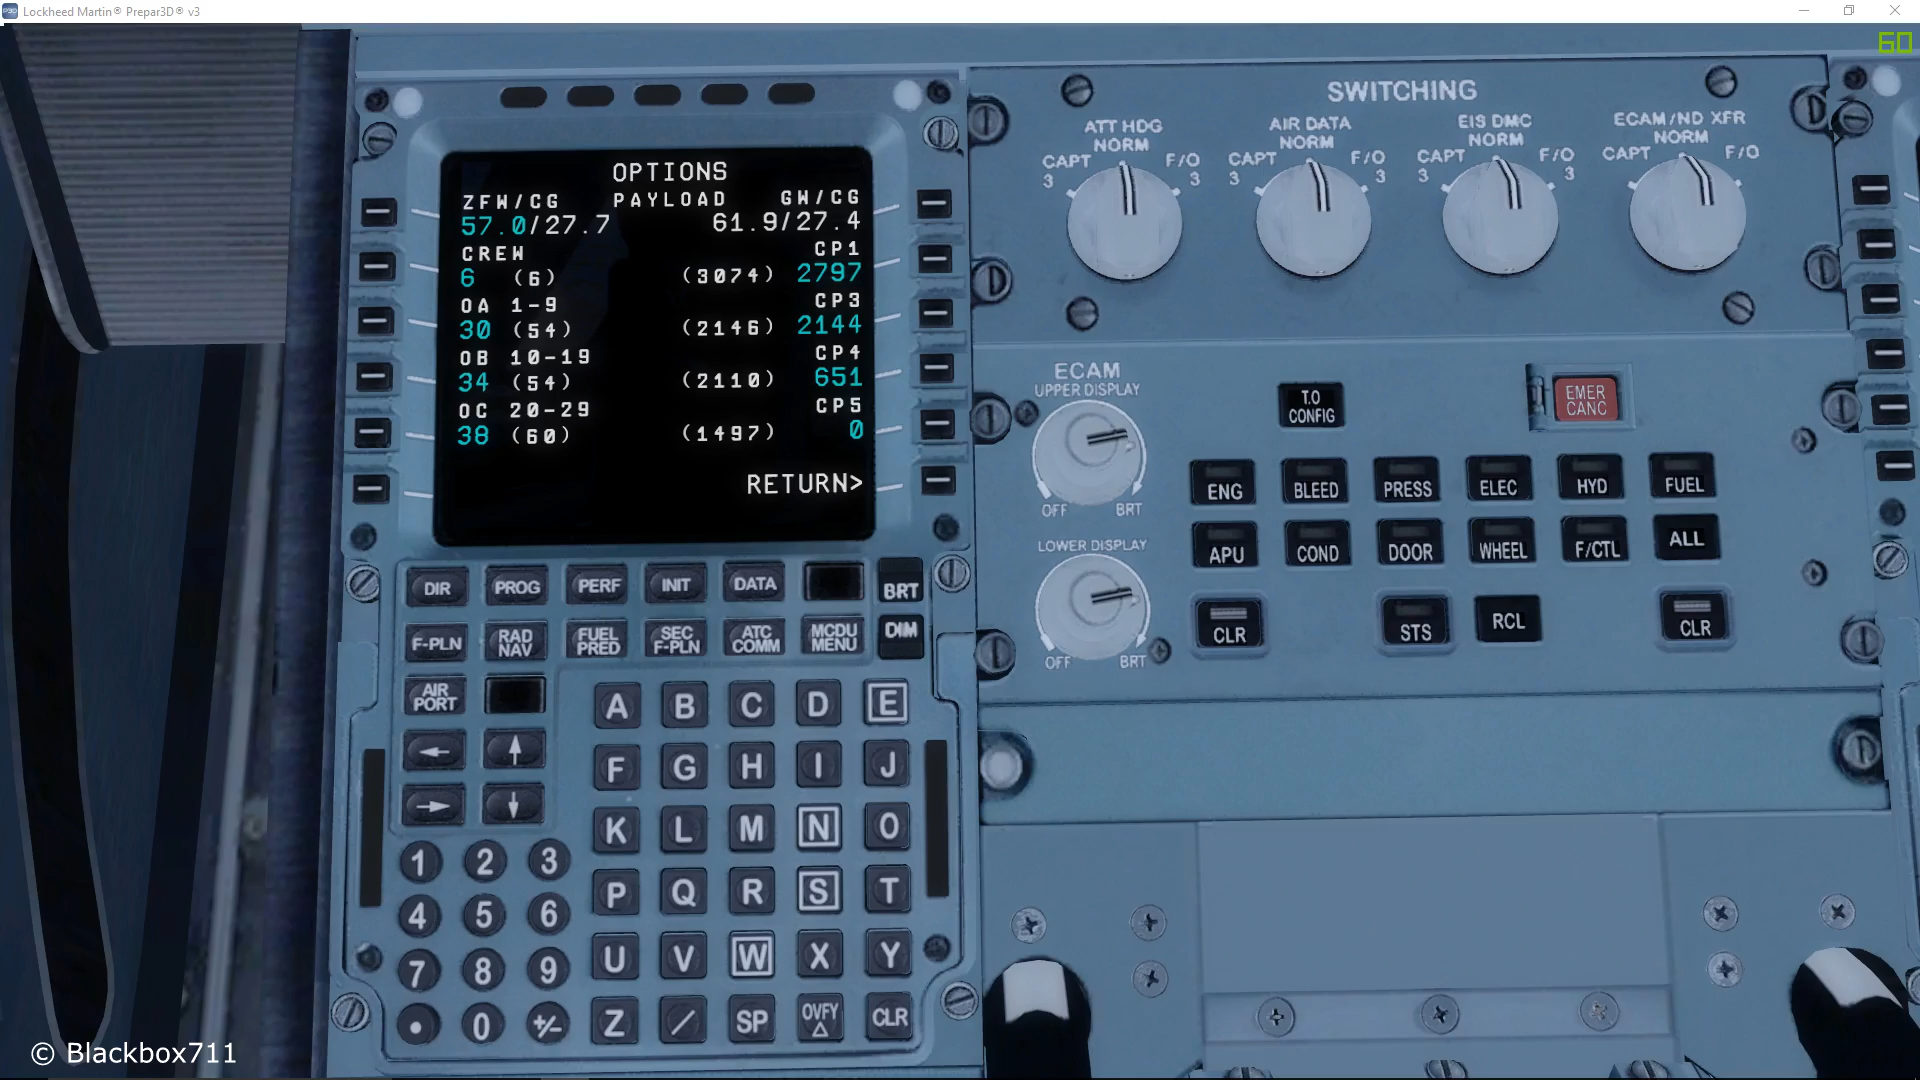 Lockheed Martin® Prepar3D® v3
60
OPTIONS
ZFW/CG PAYLOAD GW/CG
57.0/27.7 61.9/27.4
CREW CP1
6 (6) (3074) 2797
OA 1-9 CP3
30 (54) (2146) 2144
OB 10-19 CP4
34 (54) (2110) 651
OC 20-29 CP5
38 (60) (1497) 0
RETURN>
DIR PROG PERF INIT DATA BRT
F-PLN RAD NAV FUEL PRED SEC F-PLN ATC COMM MCDU MENU DIM
AIR PORT
A B C D E
F G H I J
K L M N O
P Q R S T
U V W X Y
Z / SP OVFY △ CLR
← ↑
→ ↓
1 2 3
4 5 6
7 8 9
. 0 +/-
SWITCHING
ATT HDG AIR DATA EIS DMC ECAM/ND XFR
NORM NORM NORM NORM
CAPT F/O CAPT F/O CAPT F/O CAPT F/O
3 3 3 3 3 3
ECAM
UPPER DISPLAY
OFF BRT
LOWER DISPLAY
OFF BRT
T.O CONFIG
EMER CANC
ENG BLEED PRESS ELEC HYD FUEL
APU COND DOOR WHEEL F/CTL ALL
CLR STS RCL CLR
© Blackbox711